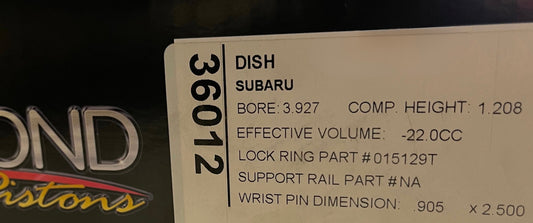 OND
Pistons
36012
DISH
SUBARU
BORE: 3.927 COMP. HEIGHT: 1.208
EFFECTIVE VOLUME: -22.0CC
LOCK RING PART #015129T
SUPPORT RAIL PART #NA
WRIST PIN DIMENSION: .905 x 2.500